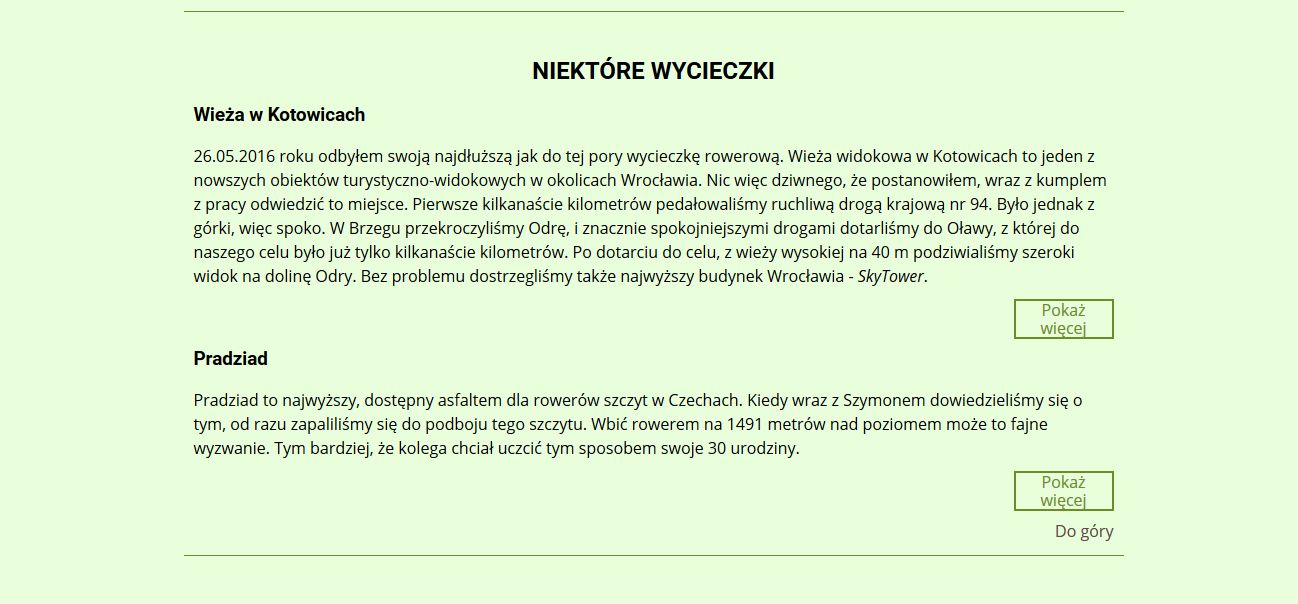 NIEKTÓRE WYCIECZKI
Wieża w Kotowicach
26.05.2016 roku odbyłem swoją najdłuższą jak do tej pory wycieczkę rowerową. Wieża widokowa w Kotowicach to jeden z
nowszych obiektów turystyczno-widokowych w okolicach Wrocławia. Nic więc dziwnego, że postanowiłem, wraz z kumplem
z pracy odwiedzić to miejsce. Pierwsze kilkanaście kilometrów pedałowaliśmy ruchliwą drogą krajową nr 94. Było jednak z
górki, więc spoko. W Brzegu przekroczyliśmy Odrę, i znacznie spokojniejszymi drogami dotarliśmy do Oławy, z której do
naszego celu było już tylko kilkanaście kilometrów. Po dotarciu do celu, z wieży wysokiej na 40 m podziwialiśmy szeroki
widok na dolinę Odry. Bez problemu dostrzegliśmy także najwyższy budynek Wrocławia - SkyTower.
Pokaż
więcej
Pradziad
Pradziad to najwyższy, dostępny asfaltem dla rowerów szczyt w Czechach. Kiedy wraz z Szymonem dowiedzieliśmy się o
tym, od razu zapaliliśmy się do podboju tego szczytu. Wbić rowerem na 1491 metrów nad poziomem może to fajne
wyzwanie. Tym bardziej, że kolega chciał uczcić tym sposobem swoje 30 urodziny.
Pokaż
więcej
Do góry